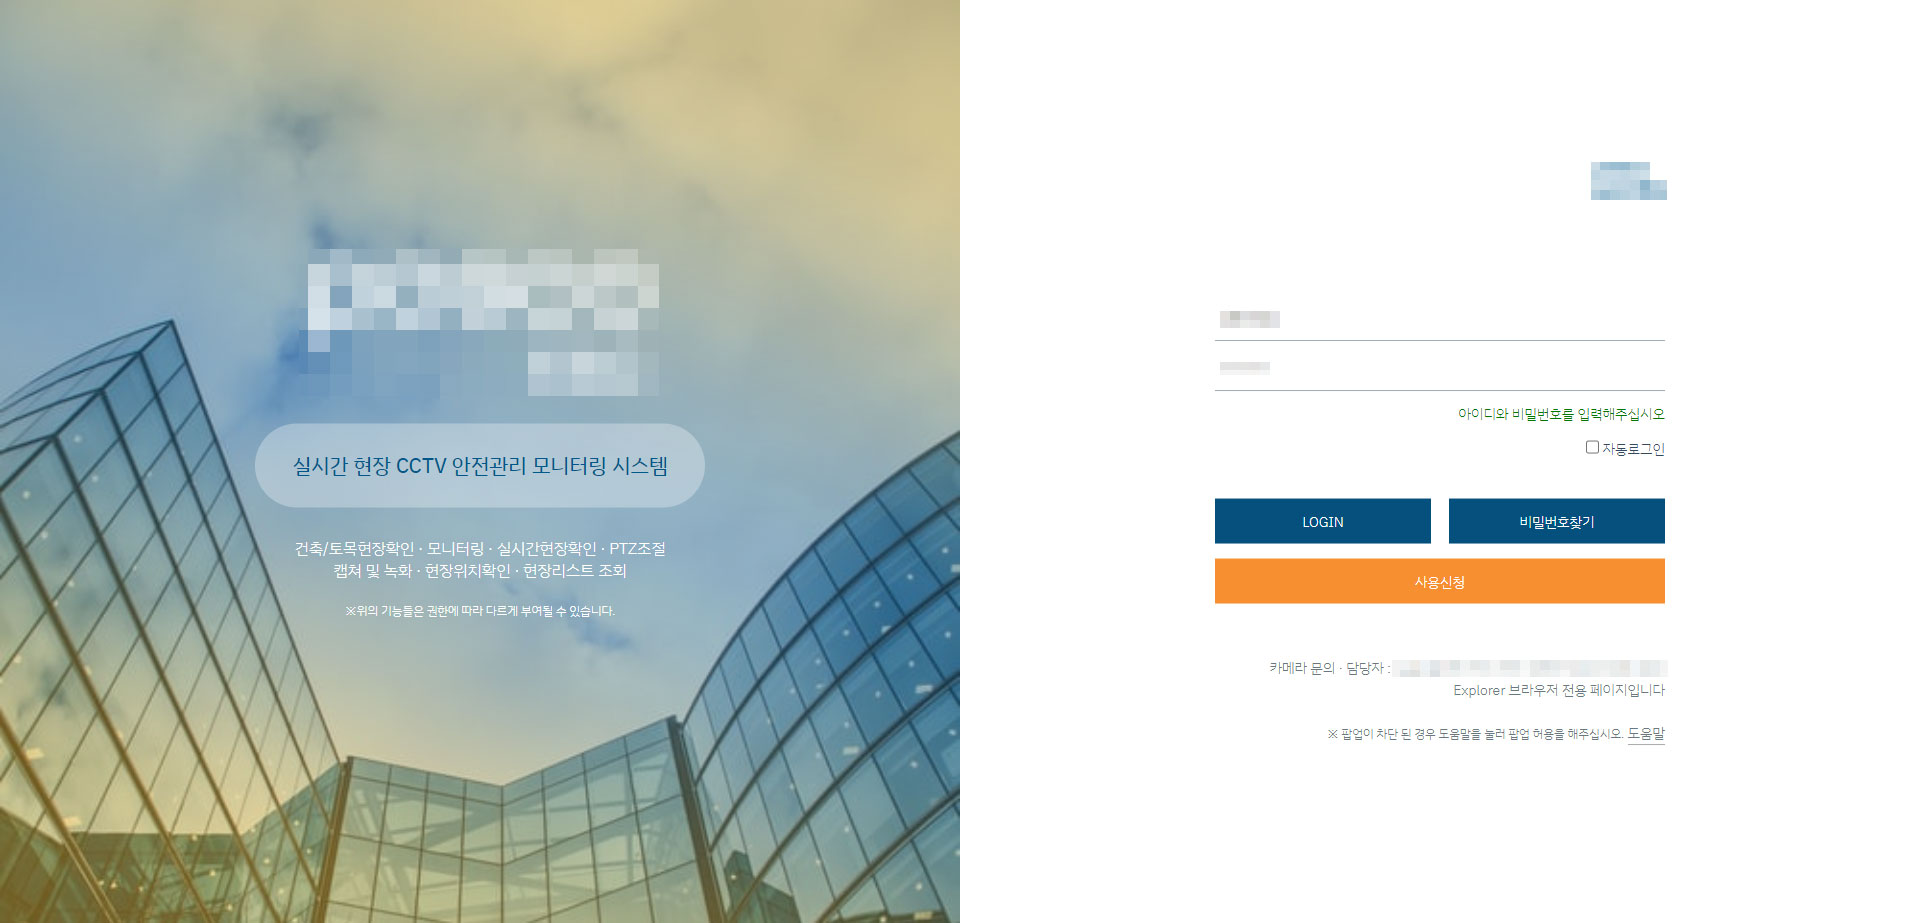 실시간 현장 CCTV 안전관리 모니터링 시스템
건축/토목현장확인 · 모니터링 · 실시간현장확인 · PTZ조절
캡쳐 및 녹화 · 현장위치확인 · 현장리스트 조회
※위의 기능들은 권한에 따라 다르게 부여될 수 있습니다.
아이디와 비밀번호를 입력해주십시오
자동로그인
LOGIN
비밀번호찾기
사용신청
카메라 문의 · 담당자 :
Explorer 브라우저 전용 페이지입니다
※ 팝업이 차단 된 경우 도움말을 눌러 팝업 허용을 해주십시오. 도움말